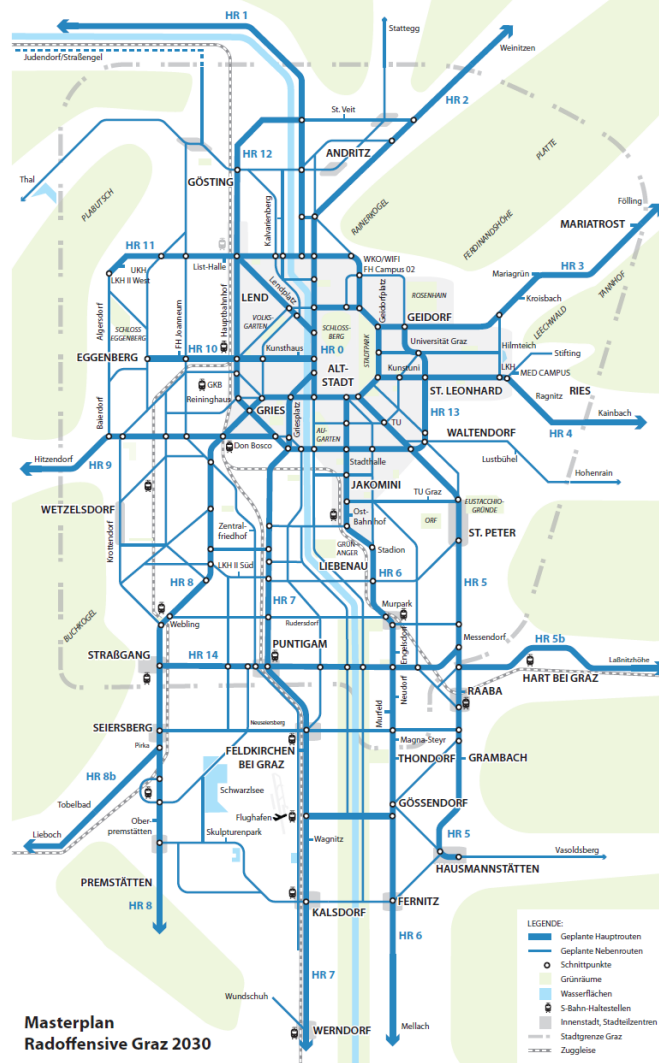 HR 1
Stattegg
Weinitzen
Judendorf/Straßengel
HR 2
St. Veit
ANDRITZ
HR 12
PLATTE
Thal
GÖSTING
PLABUTSCH
RAINERKOGEL
Kalvarienberg
FERDINANDSHÖHE
Fölling
MARIATROST
HR 11
WKO/WIFI
FH Campus 02
UKH
LKH II West
List-Halle
HR 3
TANNHOF
Mariagrün
Algersdorf
Hauptbahnhof
LEND
Lendplatz
Geidorfplatz
ROSENHAIN
Kroisbach
FH Joanneum
VOLKS-
GARTEN
SCHLOSS-
BERG
GEIDORF
LEECHWALD
SCHLOSS
EGGENBERG
STADTPARK
Universität Graz
Hilmteich
HR 10
Kunsthaus
HR 0
Stifting
EGGENBERG
ALT-
STADT
Kunstuni
LKH
MED CAMPUS
GKB
Reininghaus
ST. LEONHARD
RIES
Ragnitz
Baierdorf
GRIES
Griesplatz
HR 13
Kainbach
AU-
GARTEN
TU
WALTENDORF
HR 4
Don Bosco
Hitzendorf
HR 9
Stadthalle
Lustbühel
Hohenrain
JAKOMINI
TU Graz
EUSTACCHIO-
GRÜNDE
WETZELSDORF
Ost-
Bahnhof
ORF
Krottendorf
Zentral-
friedhof
GRÜN-
ANGER
Stadion
ST. PETER
LKH II Süd
LIEBENAU
HR 8
HR 6
HR 5
BUCHKOGEL
HR 7
Murpark
Webling
Rudersdorf
Messendorf
Engelsdorf
HR 5b
PUNTIGAM
STRAßGANG
HR 14
Laßnitzhöhe
HART BEI GRAZ
Neudorf
RAABA
Murfeld
SEIERSBERG
Neuseiersberg
Pirka
Magna-Steyr
FELDKIRCHEN
BEI GRAZ
THONDORF
GRAMBACH
HR 8b
Schwarzlsee
Tobelbad
GÖSSENDORF
Ober-
premstätten
Flughafen
HR 5
Lieboch
Skulpturenpark
Wagnitz
Vasoldsberg
HAUSMANNSTÄTTEN
PREMSTÄTTEN
HR 8
KALSDORF
FERNITZ
HR 6
HR 7
Wundschuh
WERNDORF
Mellach
LEGENDE:
Geplante Hauptrouten
Geplante Nebenrouten
Schnittpunkte
Grünräume
Wasserflächen
S-Bahn-Haltestellen
Innenstadt, Stadtteilzentren
Stadtgrenze Graz
Zuggleise
Masterplan
Radoffensive Graz 2030